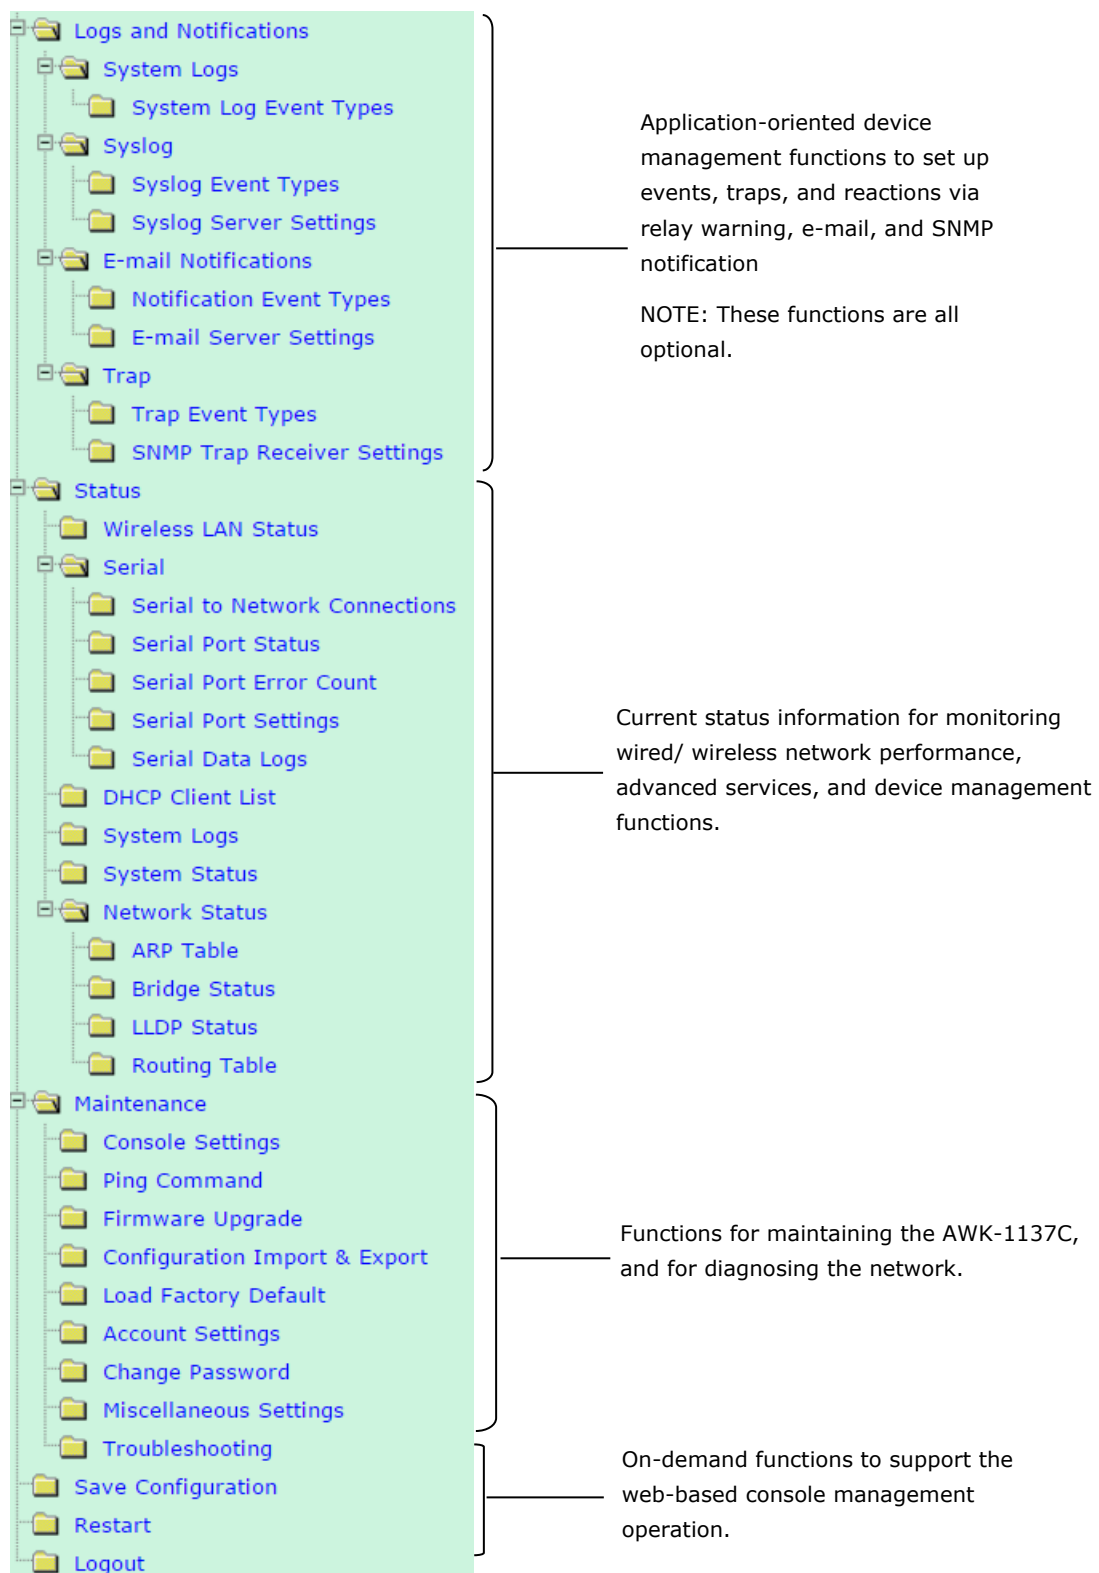 Logs and Notifications
System Logs
System Log Event Types
Syslog
Syslog Event Types
Syslog Server Settings
E-mail Notifications
Notification Event Types
E-mail Server Settings
Trap
Trap Event Types
SNMP Trap Receiver Settings
Application-oriented device
management functions to set up
events, traps, and reactions via
relay warning, e-mail, and SNMP
notification
NOTE: These functions are all
optional.
Status
Wireless LAN Status
Serial
Serial to Network Connections
Serial Port Status
Serial Port Error Count
Serial Port Settings
Serial Data Logs
DHCP Client List
System Logs
System Status
Network Status
ARP Table
Bridge Status
LLDP Status
Routing Table
Current status information for monitoring
wired/ wireless network performance,
advanced services, and device management
functions.
Maintenance
Console Settings
Ping Command
Firmware Upgrade
Configuration Import & Export
Load Factory Default
Account Settings
Change Password
Miscellaneous Settings
Troubleshooting
Functions for maintaining the AWK-1137C,
and for diagnosing the network.
Save Configuration
Restart
Logout
On-demand functions to support the
web-based console management
operation.